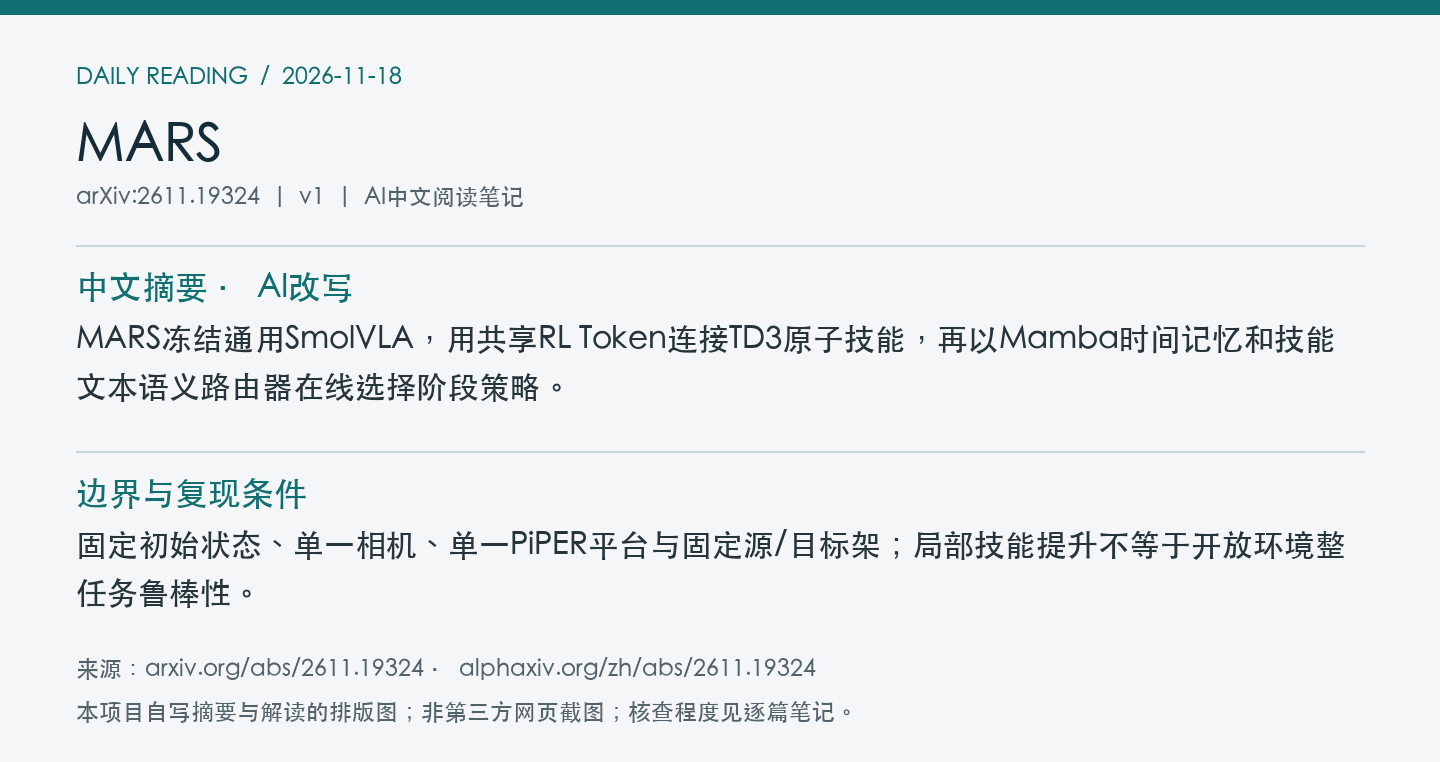 DAILY READING / 2026-11-18
MARS
arXiv:2611.19324 | v1 | AI中文阅读笔记
中文摘要· AI改写
MARS冻结通用SmolVLA，用共享RL Token连接TD3原子技能，再以Mamba时间记忆和技能
文本语义路由器在线选择阶段策略。
边界与复现条件
固定初始状态、单一相机、单一PiPER平台与固定源/目标架；局部技能提升不等于开放环境整
任务鲁棒性。
来源：arxiv.org/abs/2611.19324· alphaxiv.org/zh/abs/2611.19324
本项目自写摘要与解读的排版图；非第三方网页截图；核查程度见逐篇笔记。